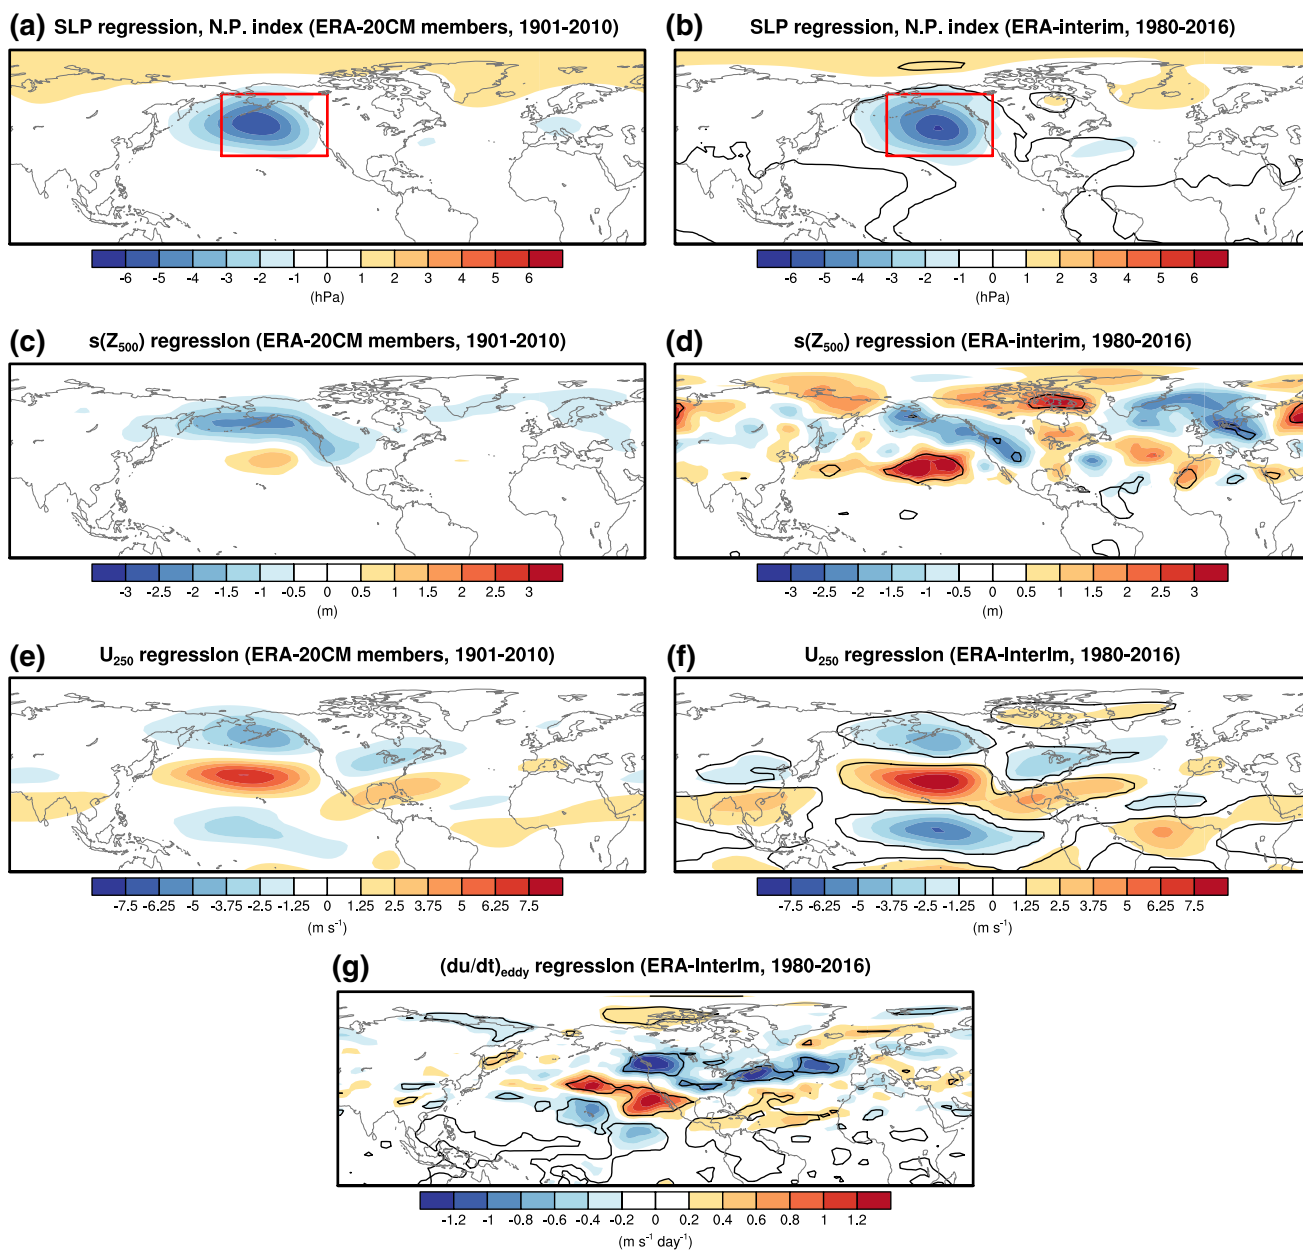 (a) SLP regression, N.P. index (ERA-20CM members, 1901-2010)
-6 -5 -4 -3 -2 -1 0 1 2 3 4 5 6
(hPa)
(b) SLP regression, N.P. index (ERA-interim, 1980-2016)
-6 -5 -4 -3 -2 -1 0 1 2 3 4 5 6
(hPa)
(c) s(Z500) regression (ERA-20CM members, 1901-2010)
-3 -2.5 -2 -1.5 -1 -0.5 0 0.5 1 1.5 2 2.5 3
(m)
(d) s(Z500) regression (ERA-interim, 1980-2016)
-3 -2.5 -2 -1.5 -1 -0.5 0 0.5 1 1.5 2 2.5 3
(m)
(e) U250 regression (ERA-20CM members, 1901-2010)
-7.5 -6.25 -5 -3.75 -2.5 -1.25 0 1.25 2.5 3.75 5 6.25 7.5
(m s-1)
(f) U250 regression (ERA-Interim, 1980-2016)
-7.5 -6.25 -5 -3.75 -2.5 -1.25 0 1.25 2.5 3.75 5 6.25 7.5
(m s-1)
(g) (du/dt)eddy regression (ERA-Interim, 1980-2016)
-1.2 -1 -0.8 -0.6 -0.4 -0.2 0 0.2 0.4 0.6 0.8 1 1.2
(m s-1 day-1)